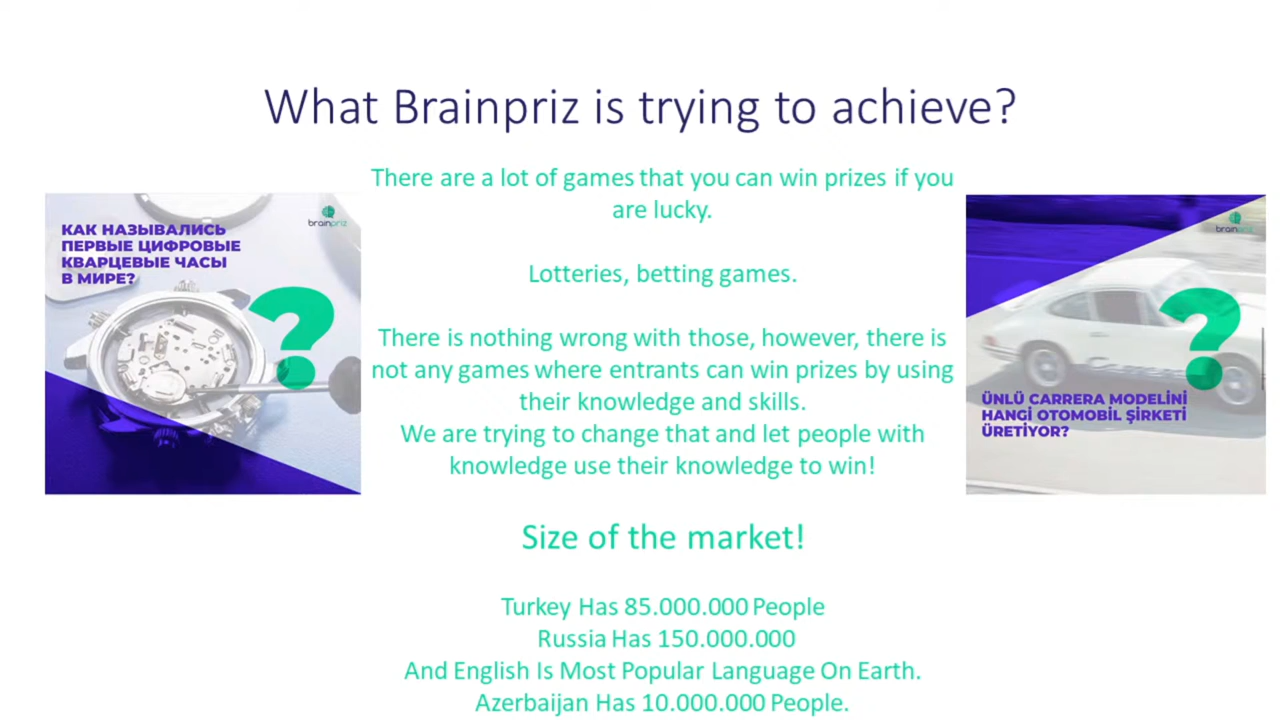 What Brainpriz is trying to achieve?
There are a lot of games that you can win prizes if you
are lucky.
Lotteries, betting games.
There is nothing wrong with those, however, there is
not any games where entrants can win prizes by using
their knowledge and skills.
We are trying to change that and let people with
knowledge use their knowledge to win!
Size of the market!
Turkey Has 85.000.000 People
Russia Has 150.000.000
And English Is Most Popular Language On Earth.
Azerbaijan Has 10.000.000 People.
brainpriz
КАК НАЗЫВАЛИСЬ
ПЕРВЫЕ ЦИФРОВЫЕ
КВАРЦЕВЫЕ ЧАСЫ
В МИРЕ?
?
brainpriz
?
ÜNLÜ CARRERA MODELİNİ
HANGİ OTOMOBİL ŞİRKETİ
ÜRETİYOR?